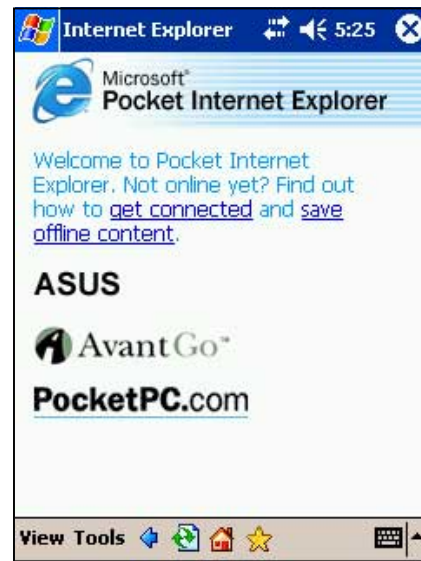 Internet Explorer 5:25
Microsoft®
Pocket Internet Explorer
Welcome to Pocket Internet
Explorer. Not online yet? Find out
how to get connected and save
offline content.
ASUS
AvantGo™
PocketPC.com
View Tools